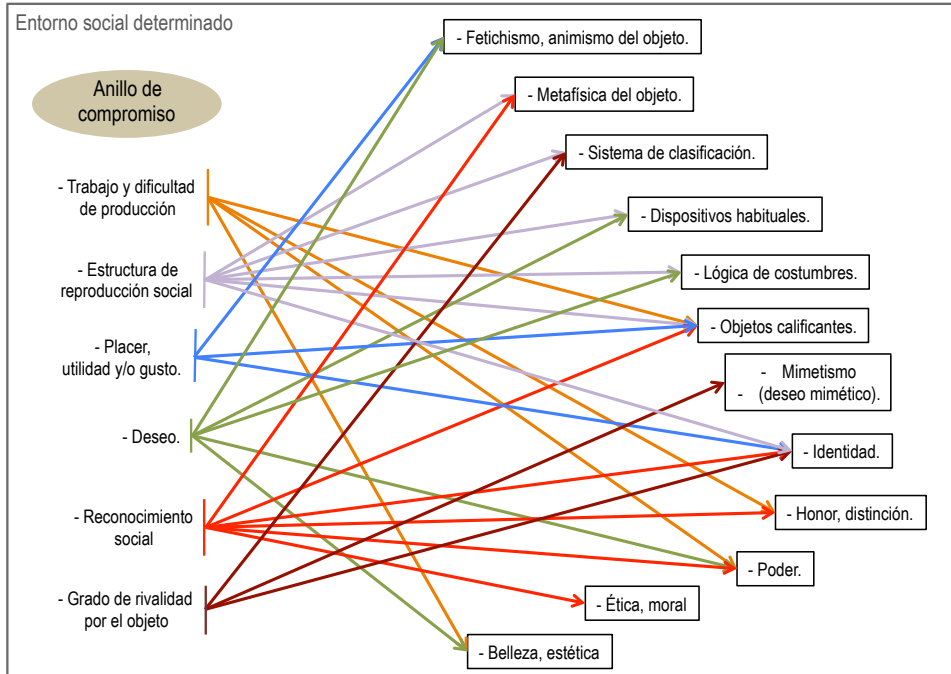 Entorno social determinado
Anillo de
compromiso
- Trabajo y dificultad
de producción
- Estructura de
reproducción social
- Placer,
utilidad y/o gusto.
- Deseo.
- Reconocimiento
social
- Grado de rivalidad
por el objeto
- Fetichismo, animismo del objeto.
- Metafísica del objeto.
- Sistema de clasificación.
- Dispositivos habituales.
- Lógica de costumbres.
- Objetos calificantes.
- Mimetismo
- (deseo mimético).
- Identidad.
- Honor, distinción.
- Poder.
- Ética, moral
- Belleza, estética